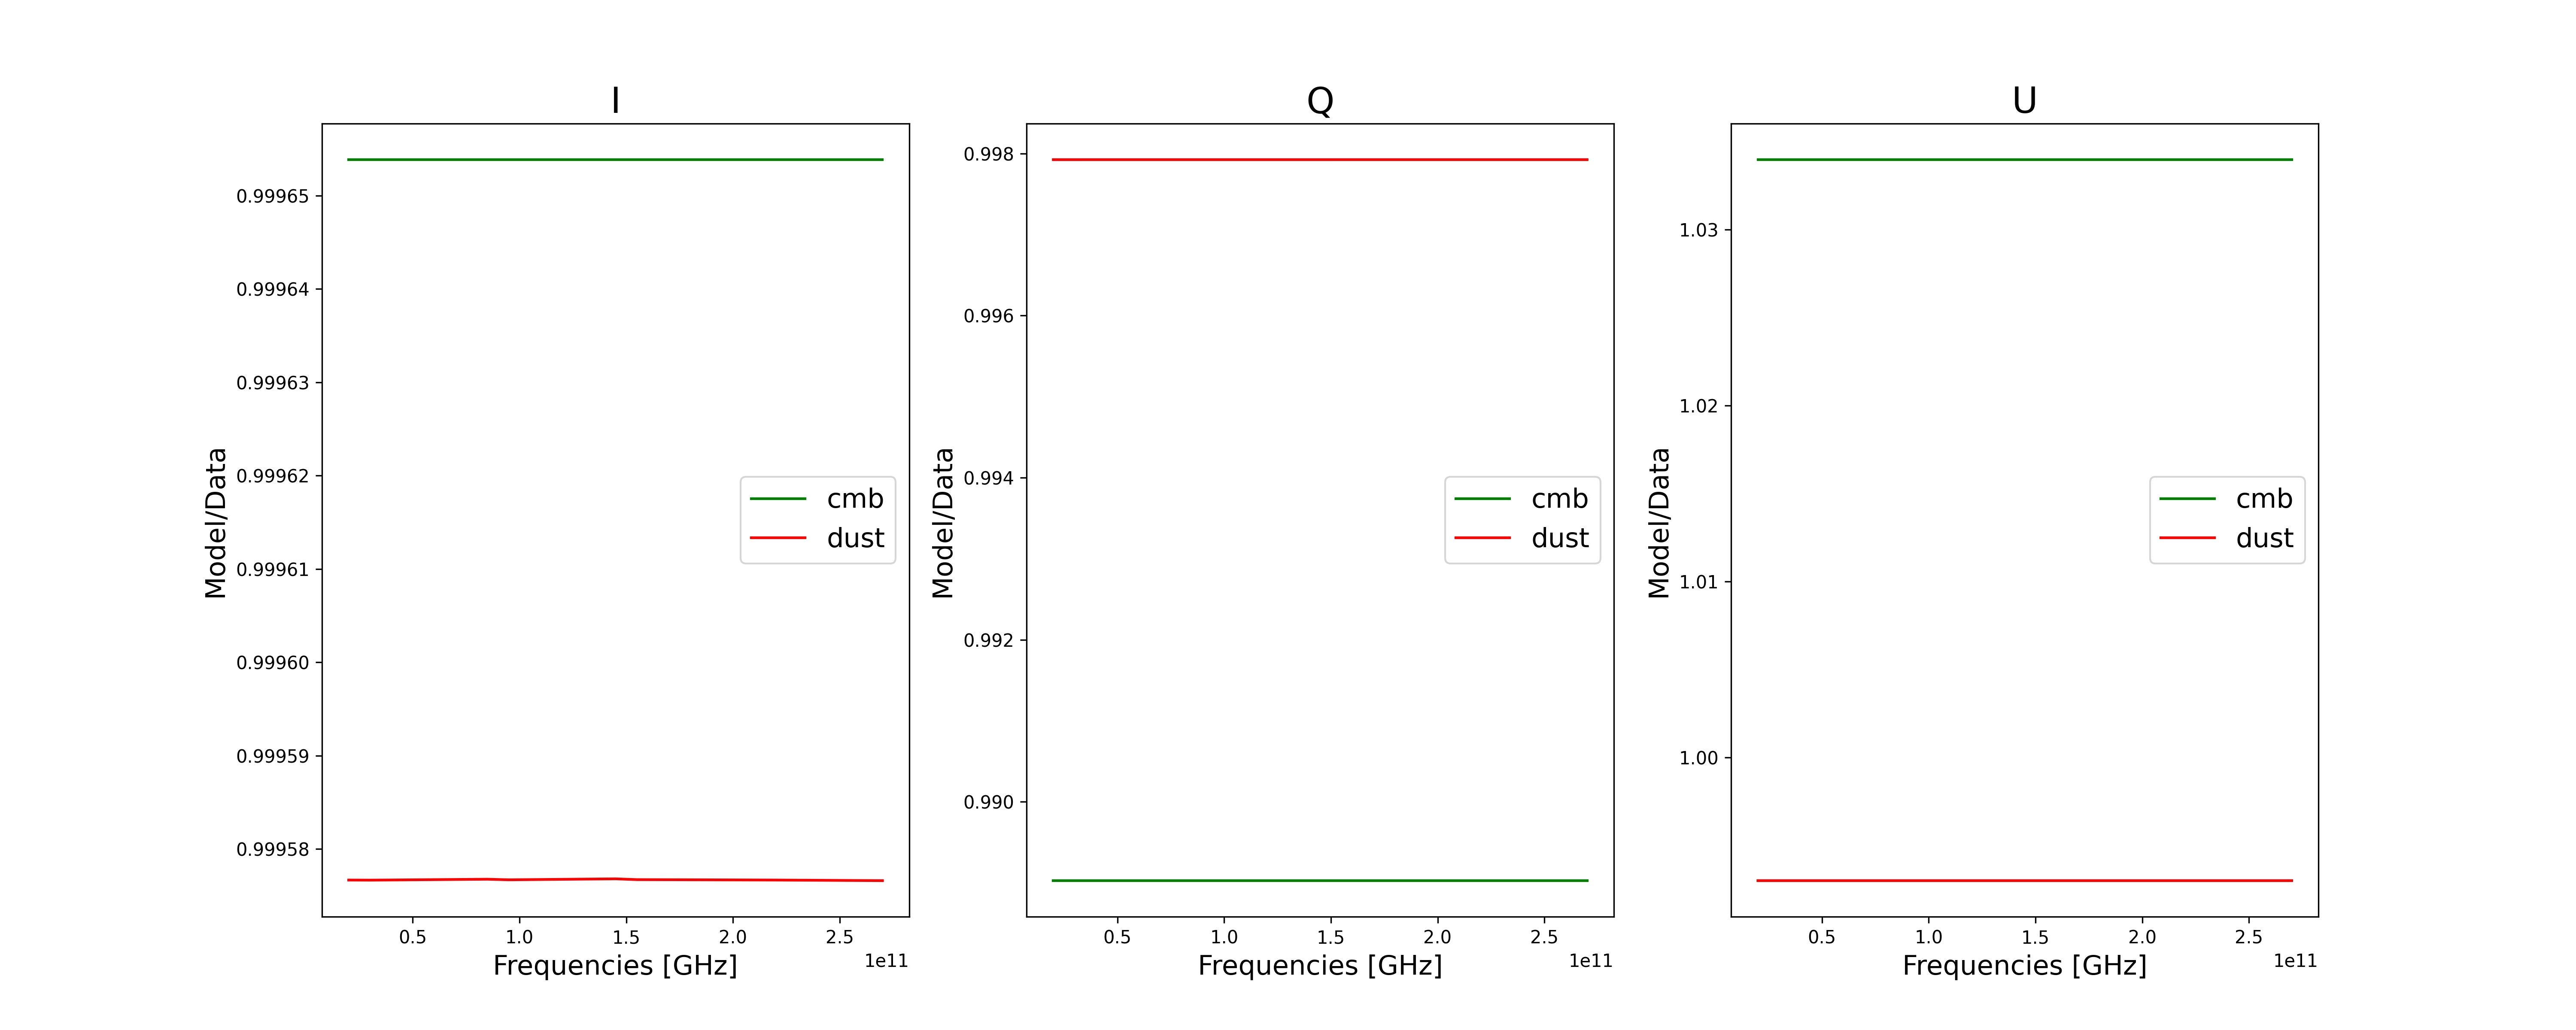 I
Model/Data
0.99965
0.99964
0.99963
0.99962
0.99961
0.99960
0.99959
0.99958
cmb
dust
0.5 1.0 1.5 2.0 2.5
Frequencies [GHz] 1e11
Q
Model/Data
0.998
0.996
0.994
0.992
0.990
cmb
dust
0.5 1.0 1.5 2.0 2.5
Frequencies [GHz] 1e11
U
Model/Data
1.03
1.02
1.01
1.00
cmb
dust
0.5 1.0 1.5 2.0 2.5
Frequencies [GHz] 1e11